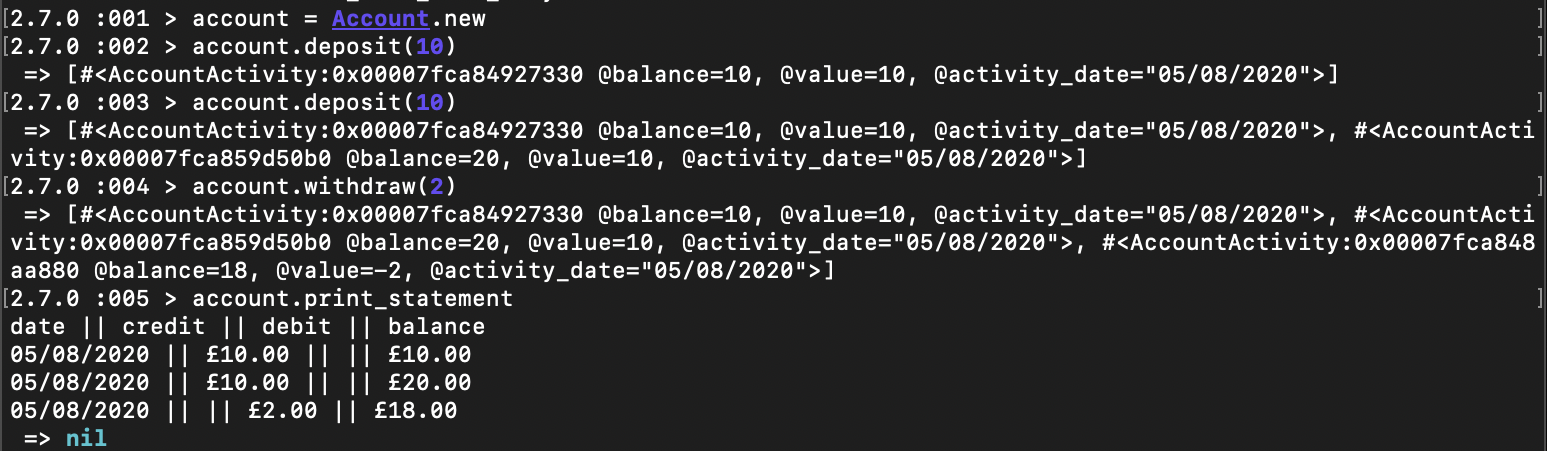 [2.7.0 :001 > account = Account.new ]
[2.7.0 :002 > account.deposit(10) ]
 => [#<AccountActivity:0x00007fca84927330 @balance=10, @value=10, @activity_date="05/08/2020">]
[2.7.0 :003 > account.deposit(10) ]
 => [#<AccountActivity:0x00007fca84927330 @balance=10, @value=10, @activity_date="05/08/2020">, #<AccountActi
vity:0x00007fca859d50b0 @balance=20, @value=10, @activity_date="05/08/2020">]
[2.7.0 :004 > account.withdraw(2) ]
 => [#<AccountActivity:0x00007fca84927330 @balance=10, @value=10, @activity_date="05/08/2020">, #<AccountActi
vity:0x00007fca859d50b0 @balance=20, @value=10, @activity_date="05/08/2020">, #<AccountActivity:0x00007fca848
aa880 @balance=18, @value=-2, @activity_date="05/08/2020">]
[2.7.0 :005 > account.print_statement ]
date || credit || debit || balance
05/08/2020 || £10.00 || || £10.00
05/08/2020 || £10.00 || || £20.00
05/08/2020 || || £2.00 || £18.00
 => nil